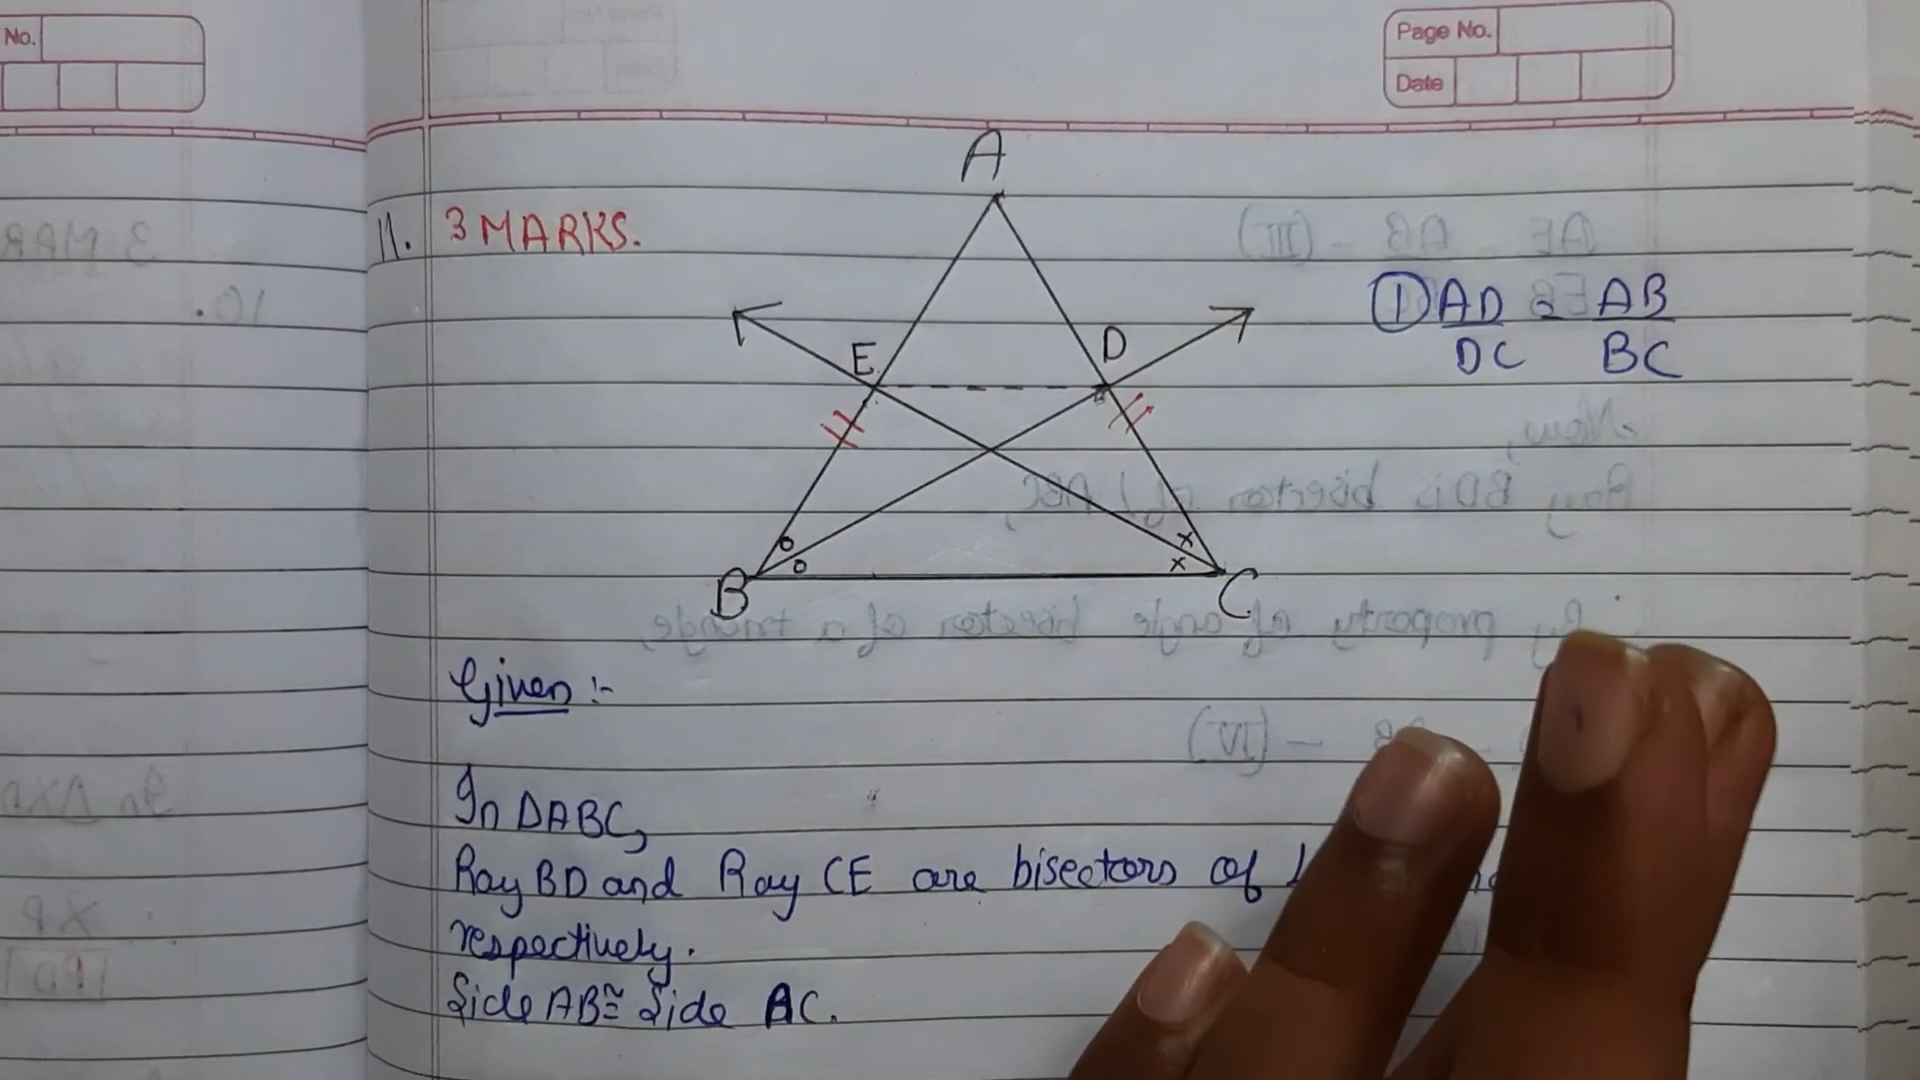 No.
Page No.
Date
A
11. 3 MARKS.
① AD = AB
DC BC
E D
B C
Given :-
In ΔABC,
Ray BD and Ray CE are bisectors of
respectively.
Side AB ≅ Side AC.